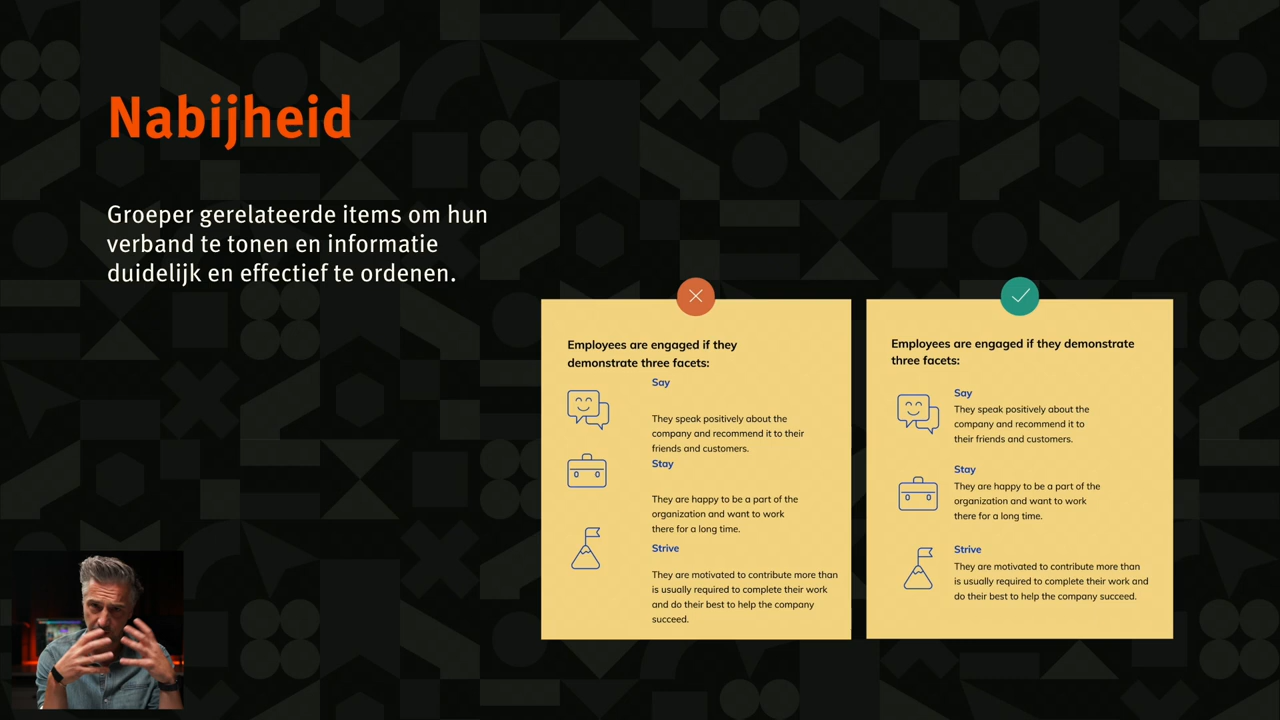 Nabijheid
Groeper gerelateerde items om hun
verband te tonen en informatie
duidelijk en effectief te ordenen.
Employees are engaged if they
demonstrate three facets:
Say
They speak positively about the
company and recommend it to their
friends and customers.
Stay
They are happy to be a part of the
organization and want to work
there for a long time.
Strive
They are motivated to contribute more than
is usually required to complete their work
and do their best to help the company
succeed.
Employees are engaged if they demonstrate
three facets:
Say
They speak positively about the
company and recommend it to
their friends and customers.
Stay
They are happy to be a part of the
organization and want to work
there for a long time.
Strive
They are motivated to contribute more than
is usually required to complete their work and
do their best to help the company succeed.